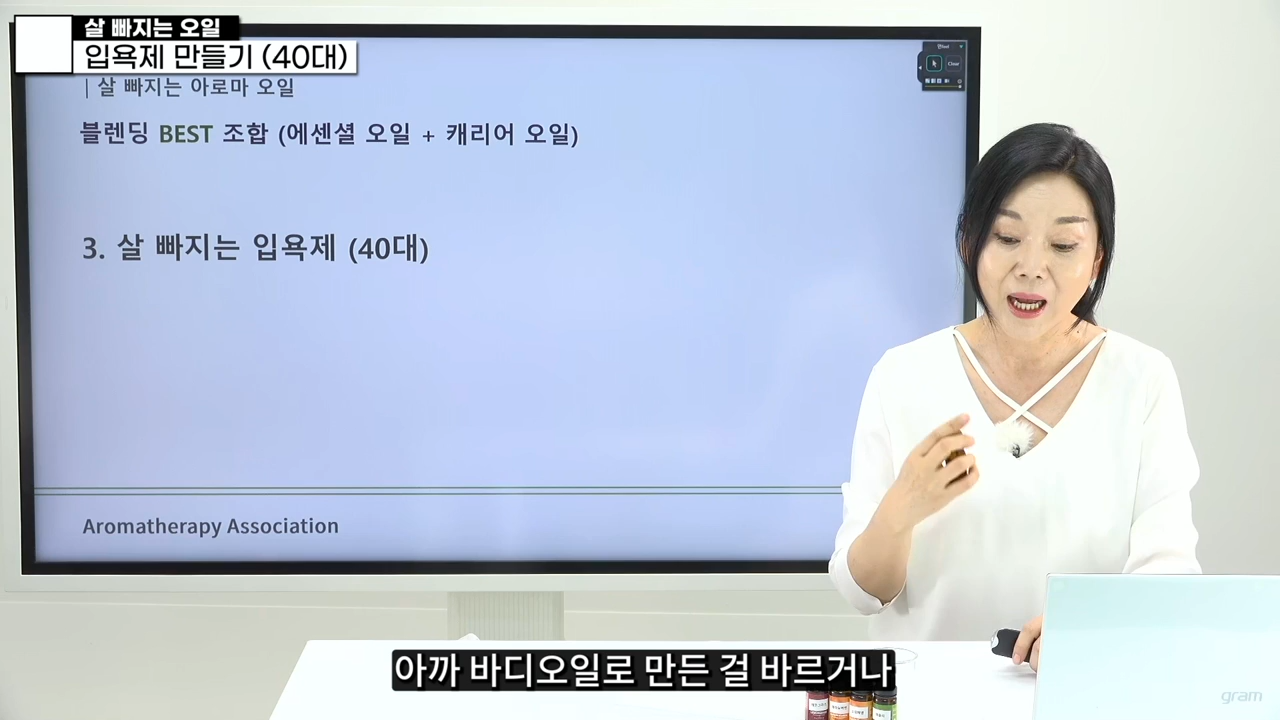 살 빠지는 오일
입욕제 만들기 (40대)
| 살 빠지는 아로마 오일
블렌딩 BEST 조합 (에센셜 오일 + 캐리어 오일)
3. 살 빠지는 입욕제 (40대)
Aromatherapy Association
Clear
아까 바디오일로 만든 걸 바르거나
gram